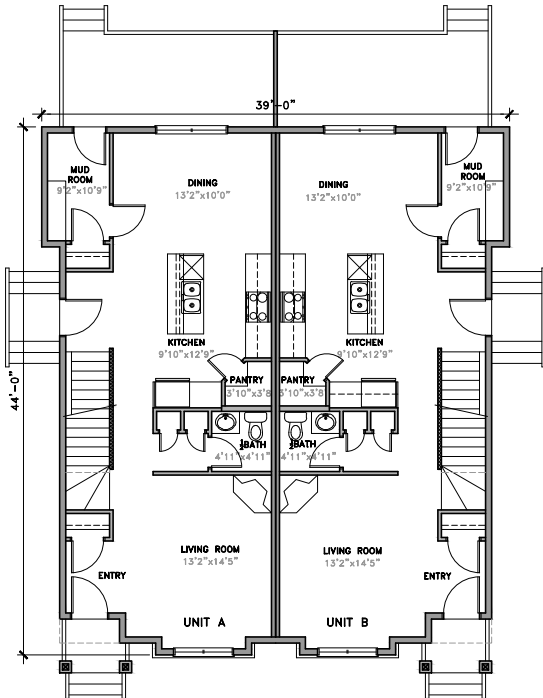 39'-0"
MUD
ROOM
9'2"x10'9"
DINING
13'2"x10'0"
DINING
13'2"x10'0"
MUD
ROOM
9'2"x10'9"
KITCHEN
9'10"x12'9"
KITCHEN
9'10"x12'9"
44'-0"
PANTRY
3'10"x3'8
PANTRY
3'10"x3'8
½BATH
4'11"x4'11"
½BATH
4'11"x4'11"
LIVING ROOM
13'2"x14'5"
LIVING ROOM
13'2"x14'5"
ENTRY
ENTRY
UNIT A
UNIT B